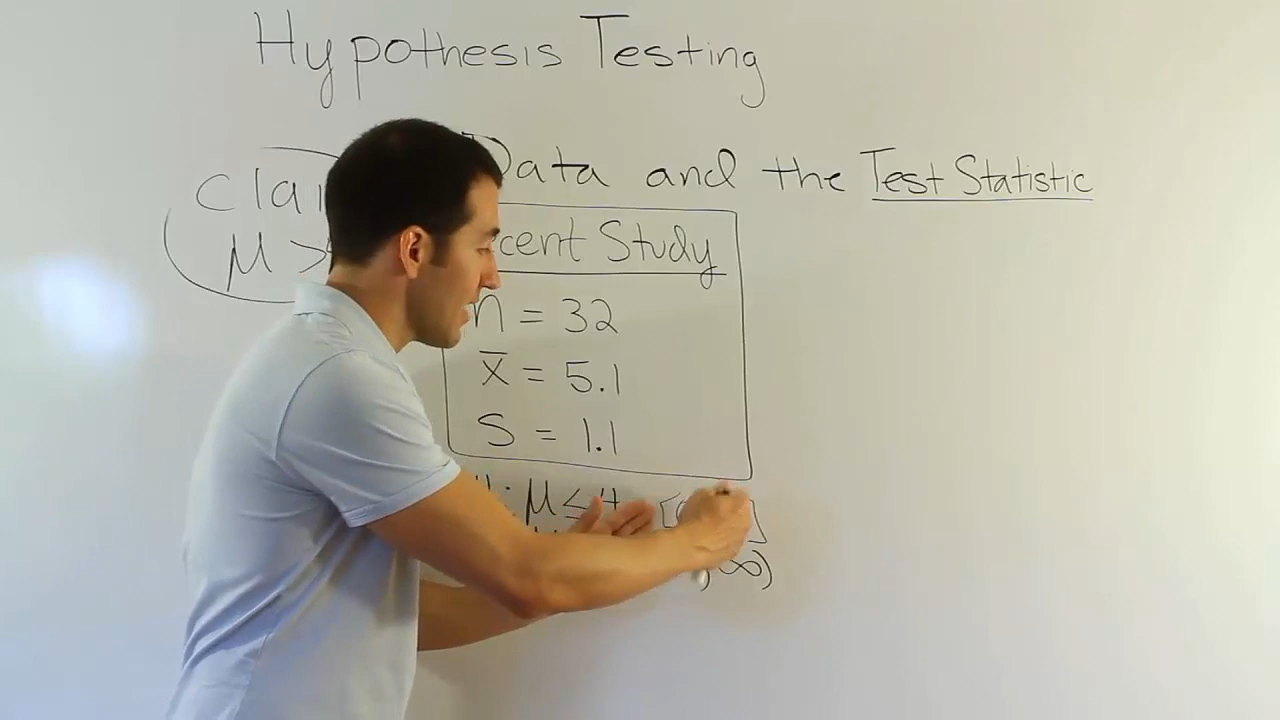 Hypothesis Testing
Data and the Test Statistic
clai
μ >
cent Study
n = 32
x̄ = 5.1
S = 1.1
: μ ≤ 4 [
, ∞)